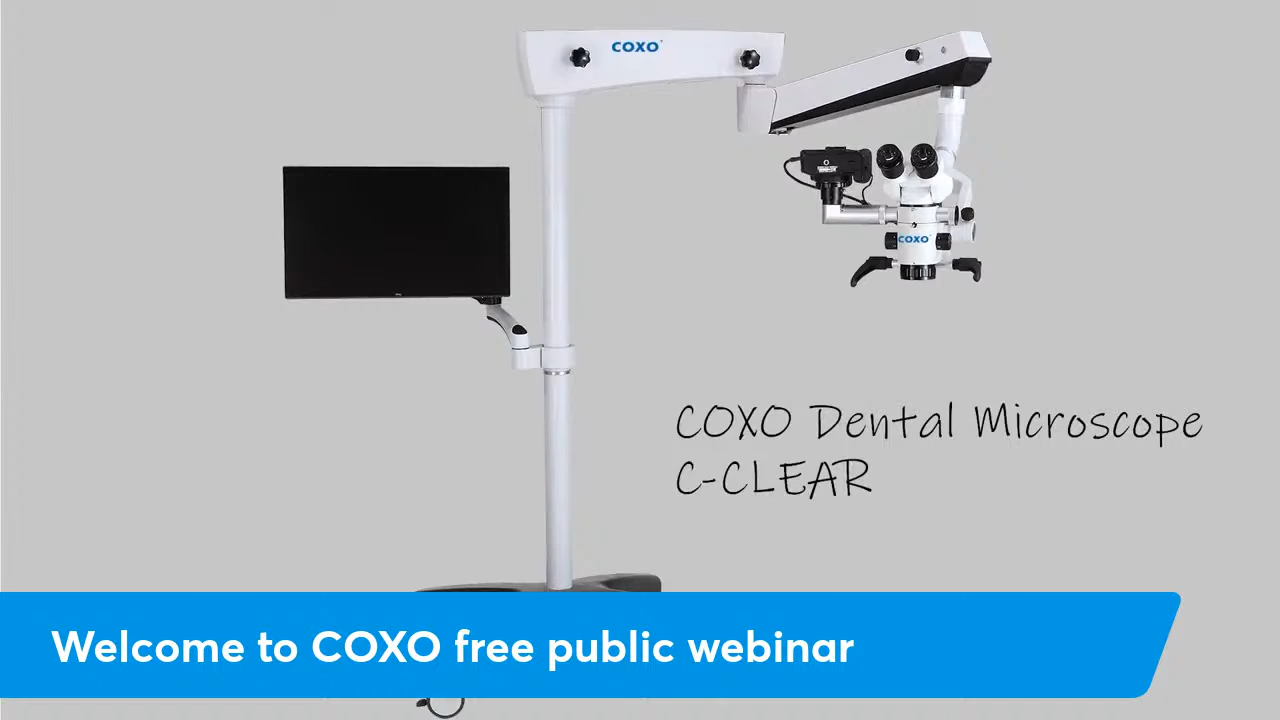 COXO
COXO
COXO Dental Microscope
C-CLEAR
Welcome to COXO free public webinar